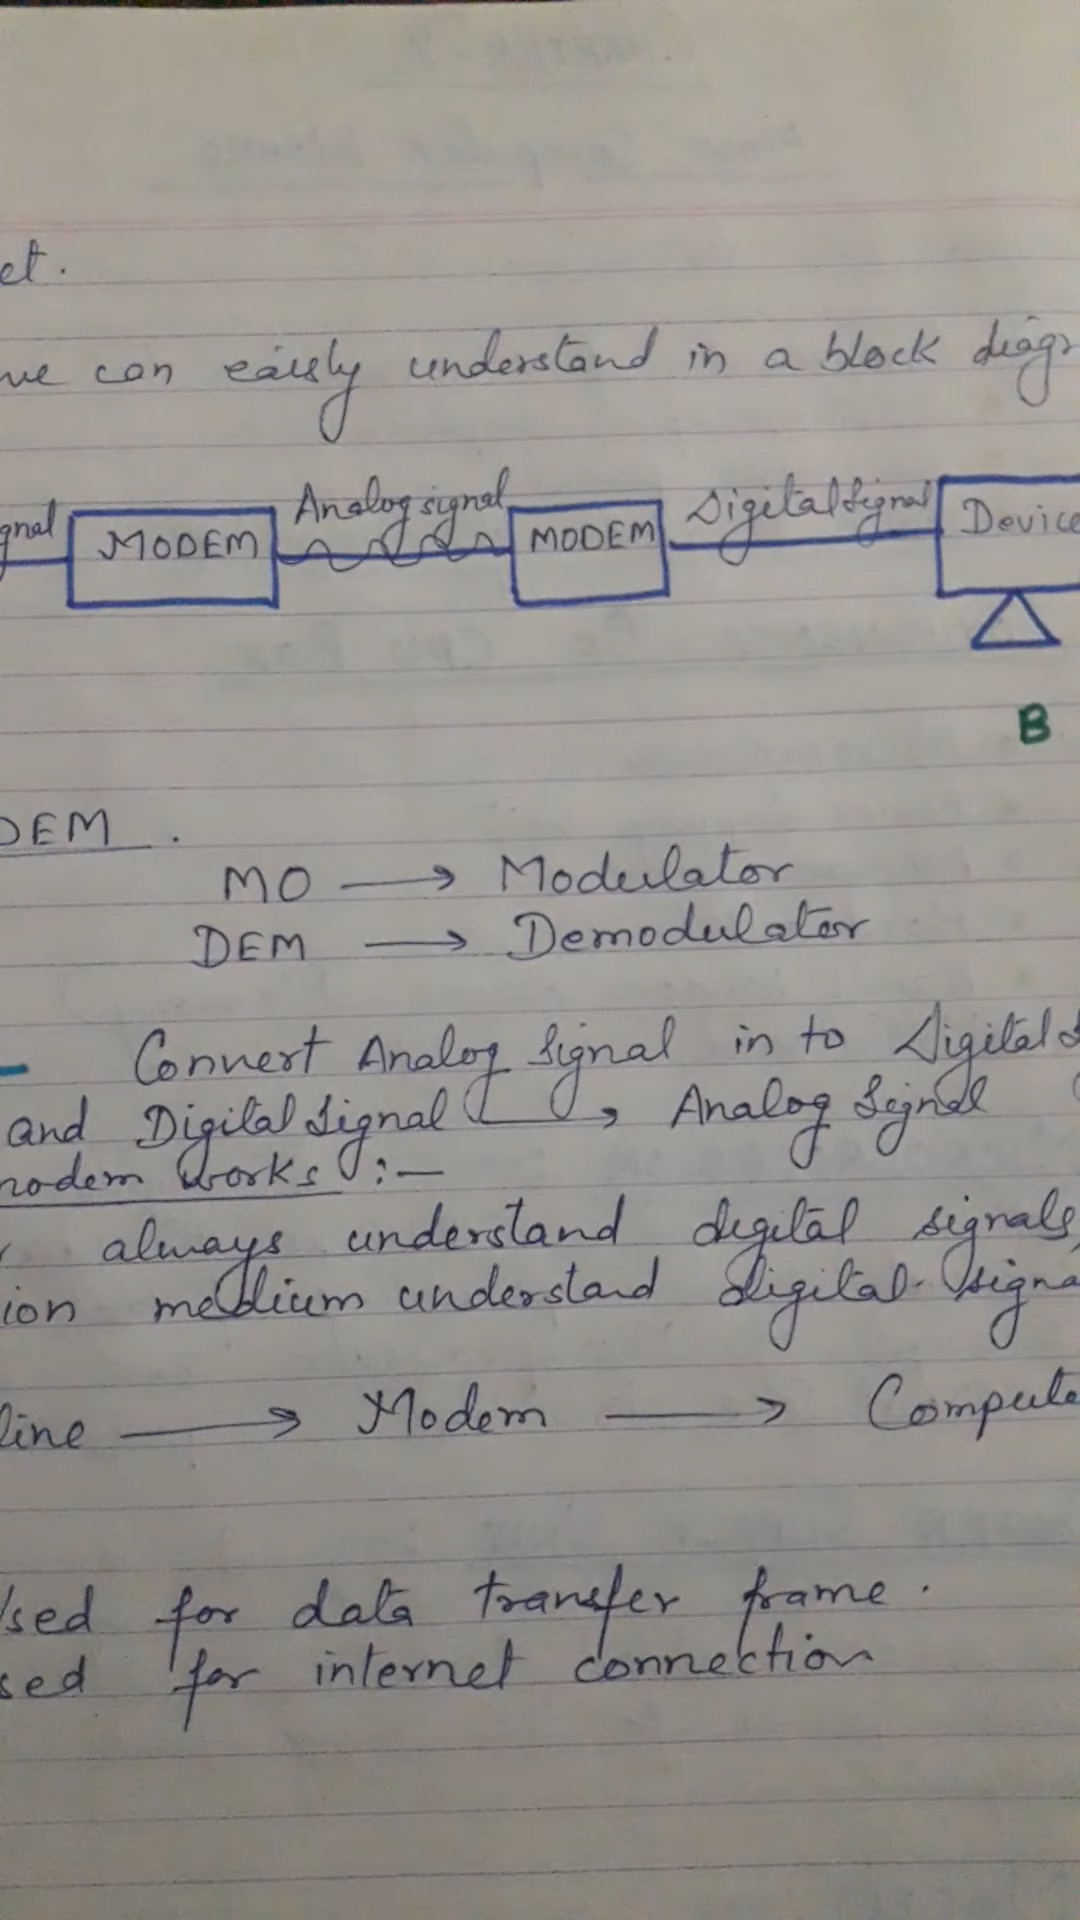 et.
we can eaisly understand in a block diagr
gnal MODEM Analog signal MODEM Digital Signal Device
B
DEM.
MO → Modulator
DEM → Demodulator
Convert Analog Signal in to Digital S
and Digital Signal → Analog Signal
modem works :-
always understand digital signals,
ion medium understand digital signa
line → Modem → Compute
Used for data transfer frame.
sed for internet connection